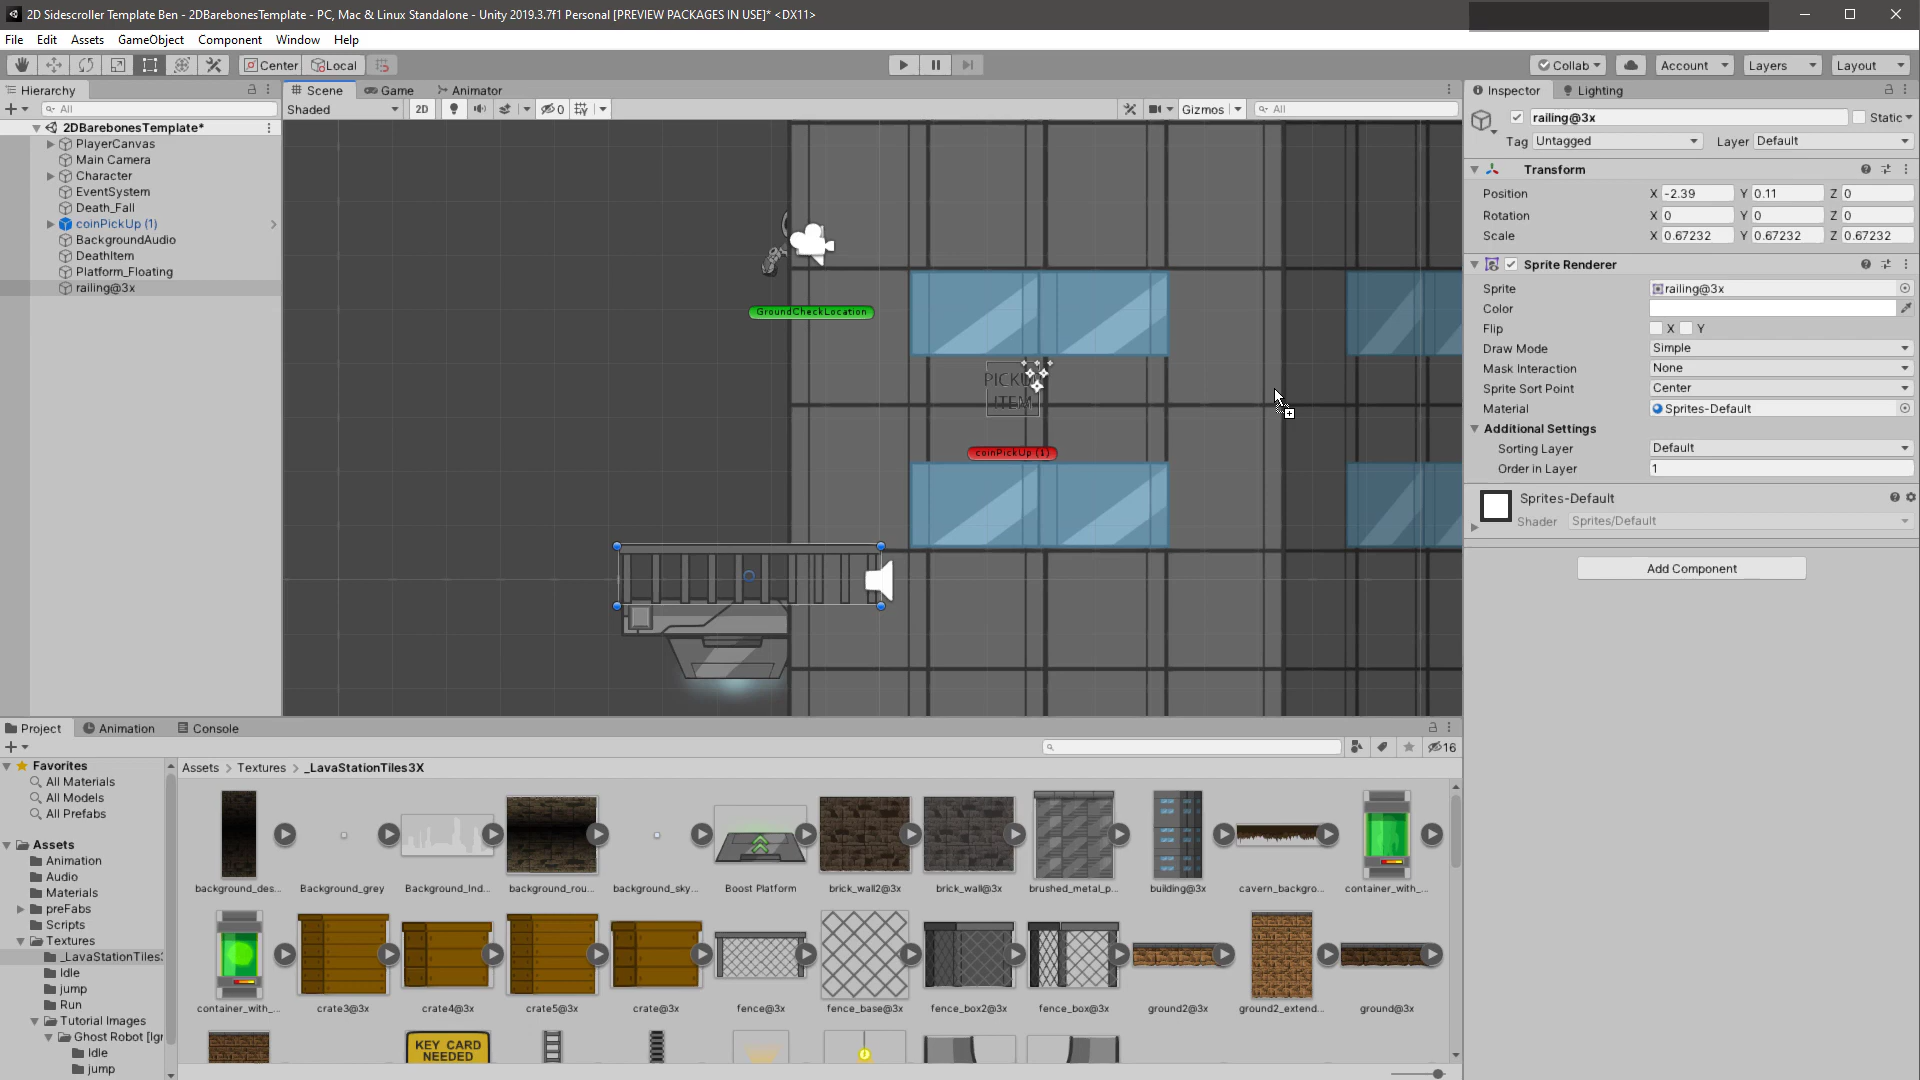 2D Sidescroller Template Ben - 2DBarebonesTemplate - PC, Mac & Linux Standalone - Unity 2019.3.7f1 Personal [PREVIEW PACKAGES IN USE]* <DX11>
File Edit Assets GameObject Component Window Help
Center Local Collab Account Layers Layout
Hierarchy
All
2DBarebonesTemplate*
PlayerCanvas
Main Camera
Character
EventSystem
Death_Fall
coinPickUp (1)
BackgroundAudio
DeathItem
Platform_Floating
railing@3x
Scene Game Animator
Shaded 2D 0 Gizmos All
GroundCheckLocation
PICKU
ITEM
coinPickUp (1)
Inspector Lighting
railing@3x Static
Tag Untagged Layer Default
Transform
Position X -2.39 Y 0.11 Z 0
Rotation X 0 Y 0 Z 0
Scale X 0.67232 Y 0.67232 Z 0.67232
Sprite Renderer
Sprite railing@3x
Color
Flip X Y
Draw Mode Simple
Mask Interaction None
Sprite Sort Point Center
Material Sprites-Default
Additional Settings
Sorting Layer Default
Order in Layer 1
Sprites-Default
Shader Sprites/Default
Add Component
Project Animation Console
16
Favorites
All Materials
All Models
All Prefabs
Assets
Animation
Audio
Materials
preFabs
Scripts
Textures
_LavaStationTiles3
Idle
jump
Run
Tutorial Images
Ghost Robot [Igr
Idle
jump
Assets > Textures > _LavaStationTiles3X
background_des... Background_grey Background_Ind... background_rou... background_sky... Boost Platform brick_wall2@3x brick_wall@3x brushed_metal_p... building@3x cavern_backgro... container_with_...
container_with_... crate3@3x crate4@3x crate5@3x crate@3x fence@3x fence_base@3x fence_box2@3x fence_box@3x ground2@3x ground2_extend... ground@3x
KEY CARD
NEEDED